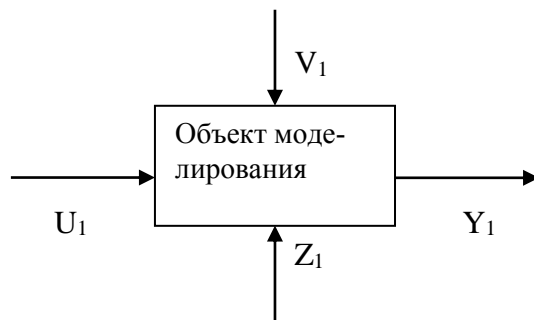 V₁
Объект моде-
лирования
U₁
Y₁
Z₁